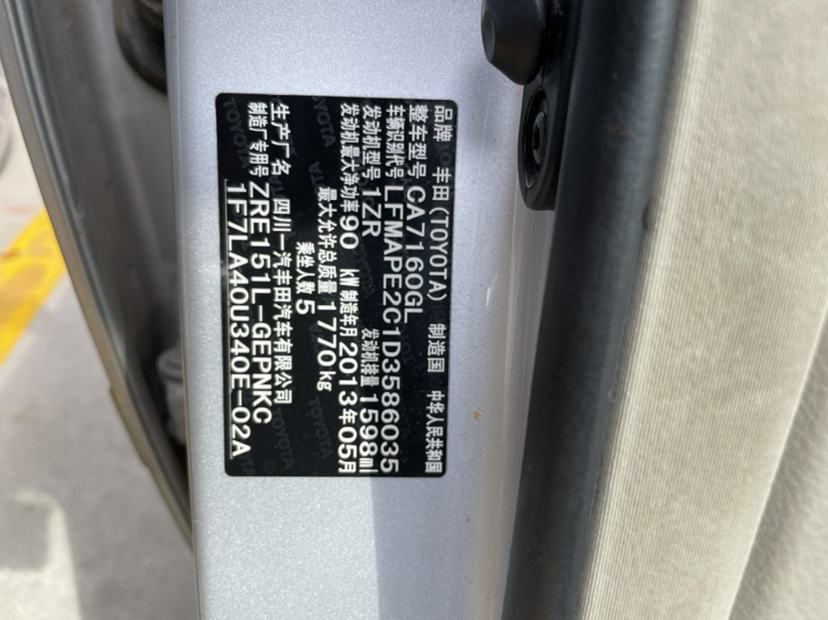 品牌 丰田(TOYOTA) 制造国 中华人民共和国
整车型号 CA7160GL
车辆识别代号 LFMAPE2C1D3586035
发动机型号 1ZR 发动机排量 1598ml
发动机最大净功率 90 kW 制造年月 2013年05月
最大允许总质量 1770kg
乘坐人数 5
生产厂名 四川一汽丰田汽车有限公司
制造厂专用号 ZRE151L-GEPNKC
1F7LA40U340E-02A